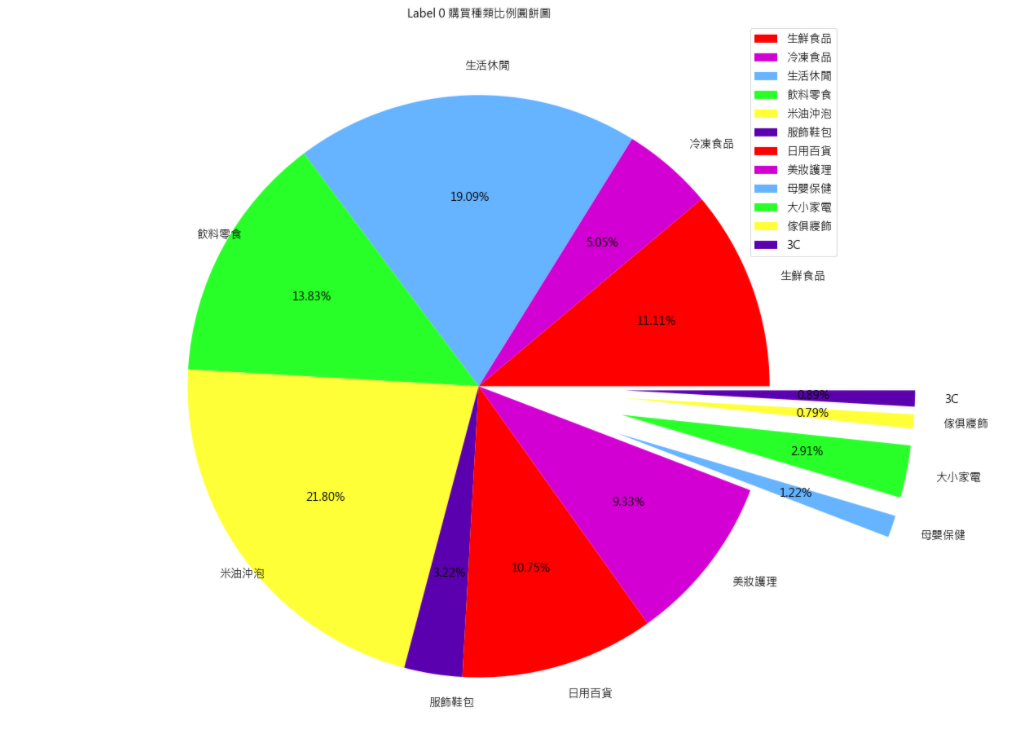 Label 0 購買種類比例圓餅圖
生鮮食品
冷凍食品
生活休閒
飲料零食
米油沖泡
服飾鞋包
日用百貨
美妝護理
母嬰保健
大小家電
傢俱寢飾
3C
生活休閒
冷凍食品
19.09%
飲料零食
5.05%
生鮮食品
13.83%
11.11%
0.89%
3C
0.79%
傢俱寢飾
2.91%
大小家電
21.80%
9.33%
1.22%
母嬰保健
米油沖泡
3.22%
10.75%
美妝護理
服飾鞋包
日用百貨